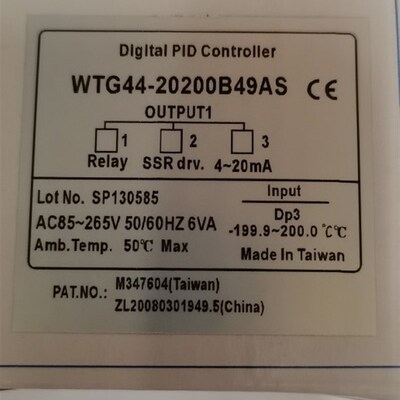 Digital PID Controller
WTG44-20200B49AS CE
OUTPUT1
1 2 3
Relay SSR drv. 4~20mA
Lot No. SP130585
AC85~265V 50/60HZ 6VA
Amb.Temp. 50℃ Max
Input
Dp3
-199.9~200.0 ℃℃
Made In Taiwan
PAT.NO.: M347604(Taiwan)
ZL20080301949.5(China)